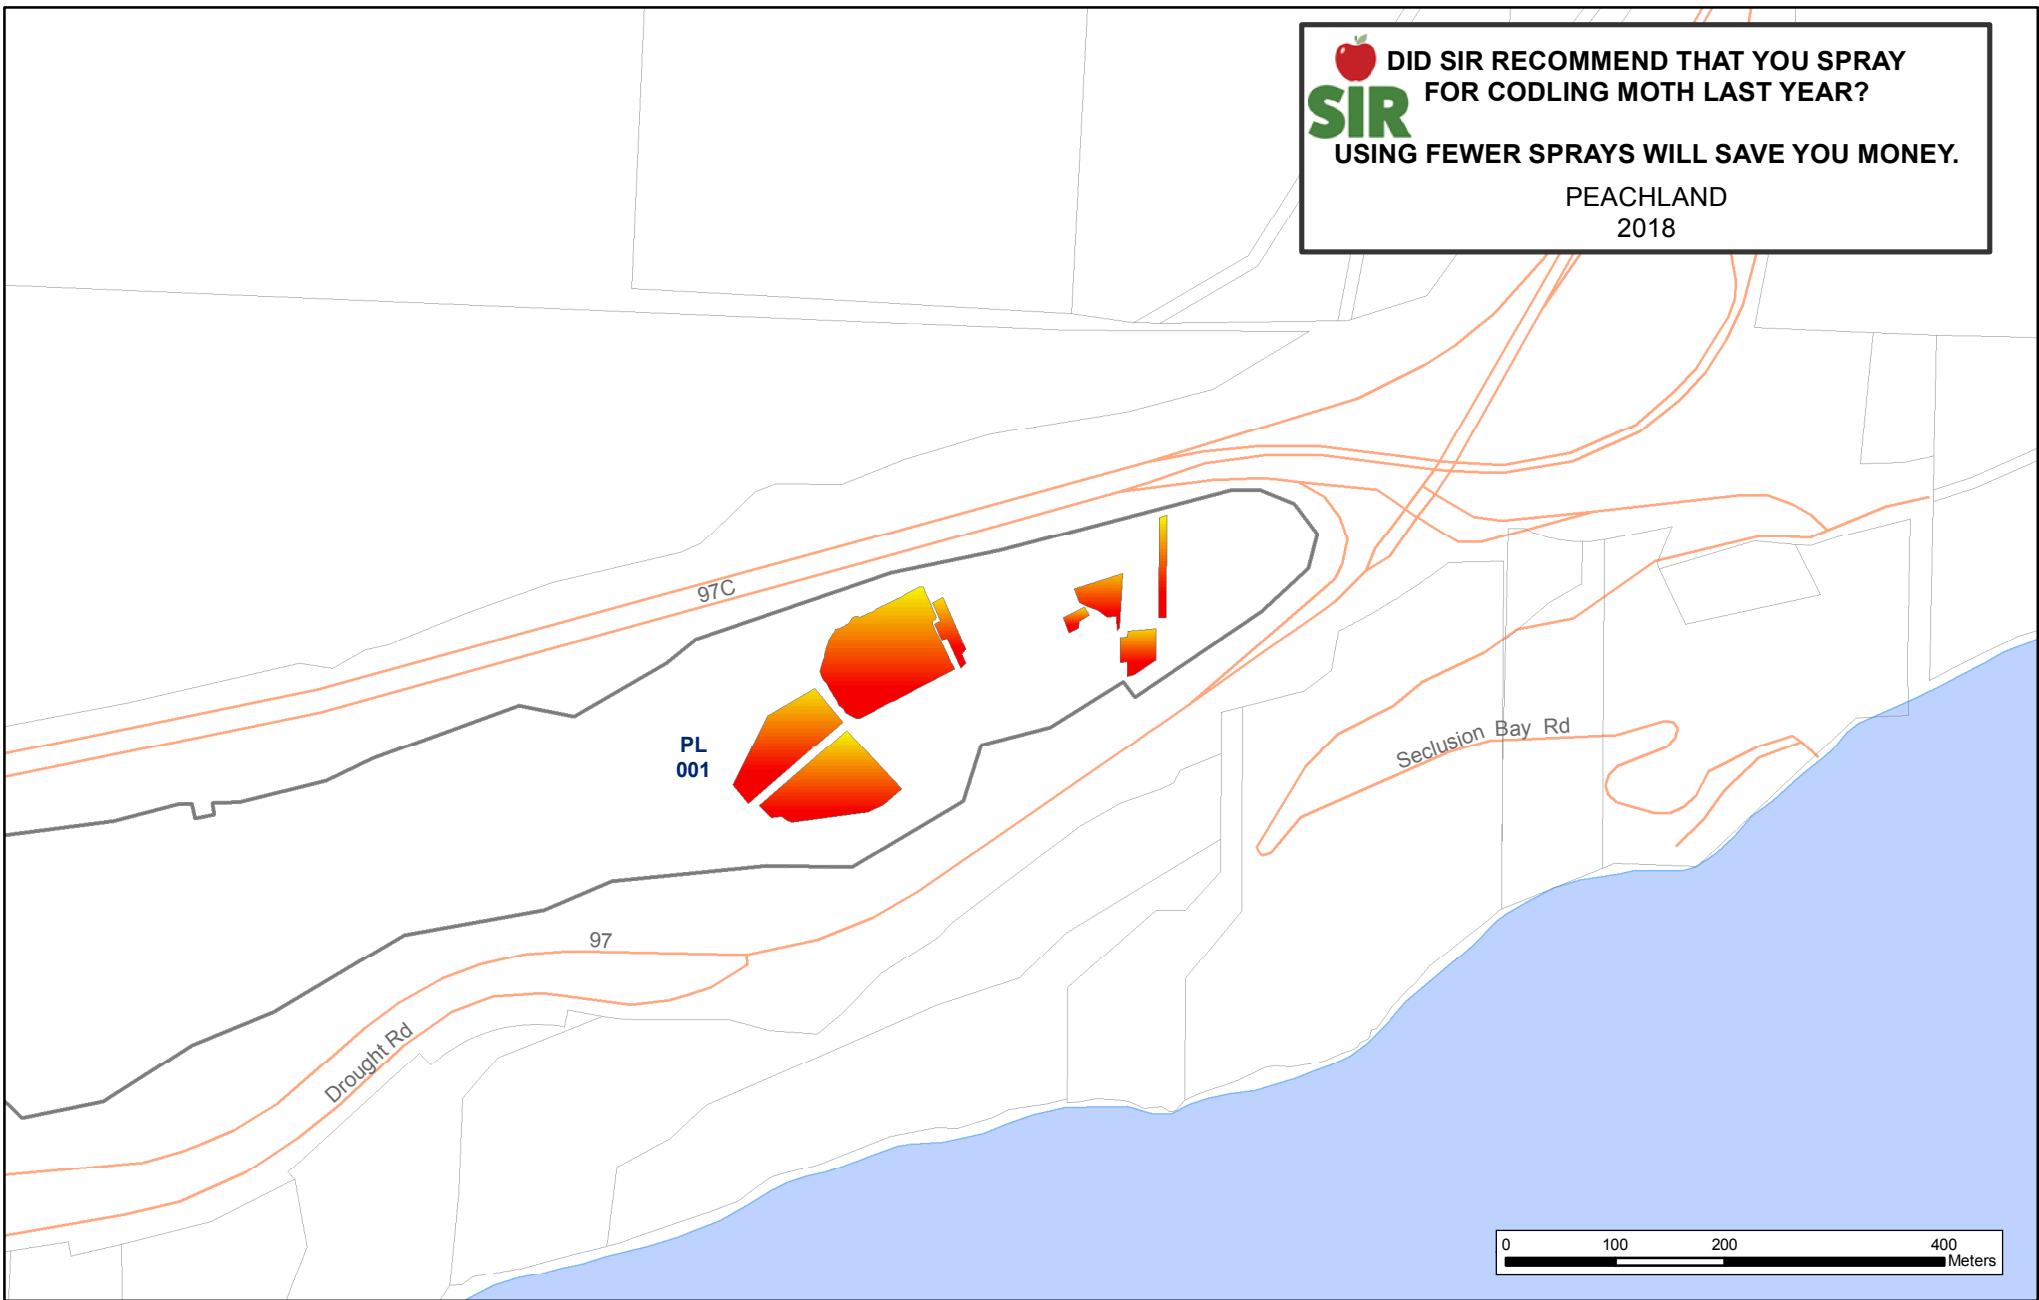 DID SIR RECOMMEND THAT YOU SPRAY
FOR CODLING MOTH LAST YEAR?
SIR
USING FEWER SPRAYS WILL SAVE YOU MONEY.
PEACHLAND
2018
97C
PL
001
Seclusion Bay Rd
97
Drought Rd
0 100 200 400
Meters